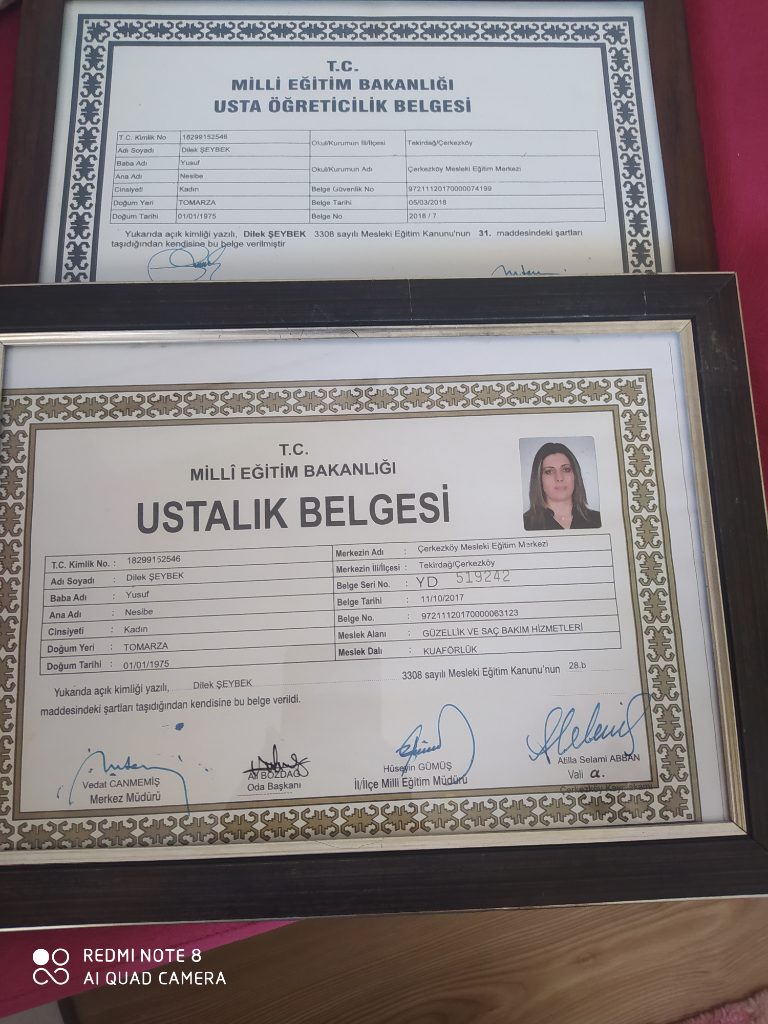 T.C.
MİLLİ EĞİTİM BAKANLIĞI
USTA ÖĞRETİCİLİK BELGESİ
T.C. Kimlik No 18299152546 Okul/Kurumun İli/İlçesi Tekirdağ/Çerkezköy
Adı Soyadı Dilek ŞEYBEK
Baba Adı Yusuf Okul/Kurumun Adı Çerkezköy Mesleki Eğitim Merkezi
Ana Adı Nesibe
Cinsiyeti Kadın Belge Güvenlik No 97211120170000074199
Doğum Yeri TOMARZA Belge Tarihi 05/03/2018
Doğum Tarihi 01/01/1975 Belge No 2018 / 7
Yukarıda açık kimliği yazılı, Dilek ŞEYBEK 3308 sayılı Mesleki Eğitim Kanunu'nun 31. maddesindeki şartları
taşıdığından kendisine bu belge verilmiştir
T.C.
MİLLÎ EĞİTİM BAKANLIĞI
USTALIK BELGESİ
T.C. Kimlik No. : 18299152546
Adı Soyadı : Dilek ŞEYBEK
Baba Adı : Yusuf
Ana Adı : Nesibe
Cinsiyeti : Kadın
Doğum Yeri : TOMARZA
Doğum Tarihi : 01/01/1975
Merkezin Adı : Çerkezköy Mesleki Eğitim Merkezi
Merkezin İli/İlçesi : Tekirdağ/Çerkezköy
Belge Seri No. : YD 519242
Belge Tarihi : 11/10/2017
Belge No. : 97211120170000063123
Meslek Alanı : GÜZELLİK VE SAÇ BAKIM HİZMETLERİ
Meslek Dalı : KUAFÖRLÜK
Yukarıda açık kimliği yazılı, Dilek ŞEYBEK 3308 sayılı Mesleki Eğitim Kanunu'nun 28.b
maddesindeki şartları taşıdığından kendisine bu belge verildi.
Vedat CANMEMİŞ
Merkez Müdürü
BOZDAĞ
Oda Başkanı
Hüseyin GÜMÜŞ
İl/İlçe Milli Eğitim Müdürü
Atilla Selami ABBAN
Vali a.
Çerkezköy Kaymakamı
REDMI NOTE 8
AI QUAD CAMERA